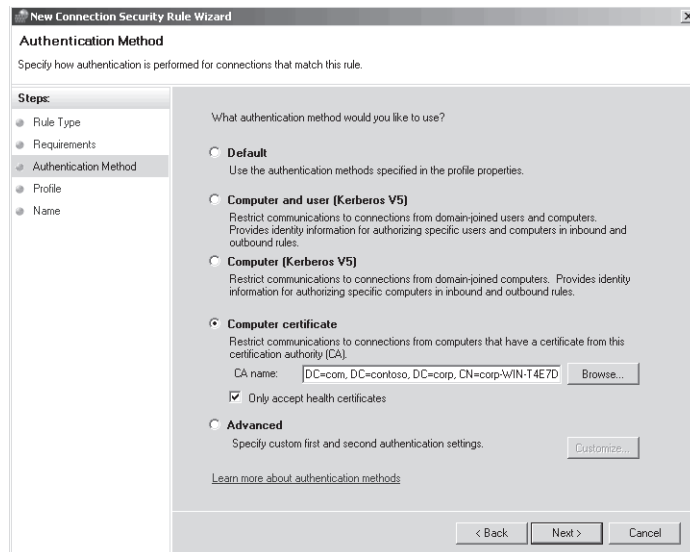 New Connection Security Rule Wizard
Authentication Method
Specify how authentication is performed for connections that match this rule.
Steps:
Rule Type
Requirements
Authentication Method
Profile
Name
What authentication method would you like to use?
Default
Use the authentication methods specified in the profile properties.
Computer and user (Kerberos V5)
Restrict communications to connections from domain-joined users and computers.
Provides identity information for authorizing specific users and computers in inbound and
outbound rules.
Computer (Kerberos V5)
Restrict communications to connections from domain-joined computers. Provides identity
information for authorizing specific computers in inbound and outbound rules.
Computer certificate
Restrict communications to connections from computers that have a certificate from this
certification authority (CA).
CA name: DC=com, DC=contoso, DC=corp, CN=corp-WIN-T4E7D Browse...
Only accept health certificates
Advanced
Specify custom first and second authentication settings. Customize...
Learn more about authentication methods
< Back Next > Cancel